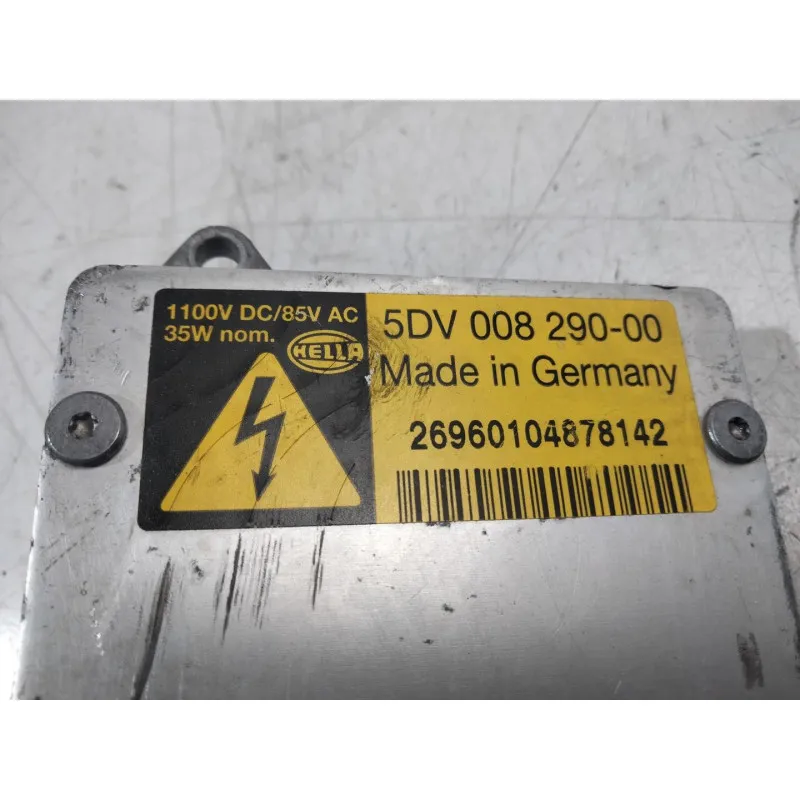 1100V DC/85V AC
35W nom.
HELLA
5DV 008 290-00
Made in Germany
26960104878142